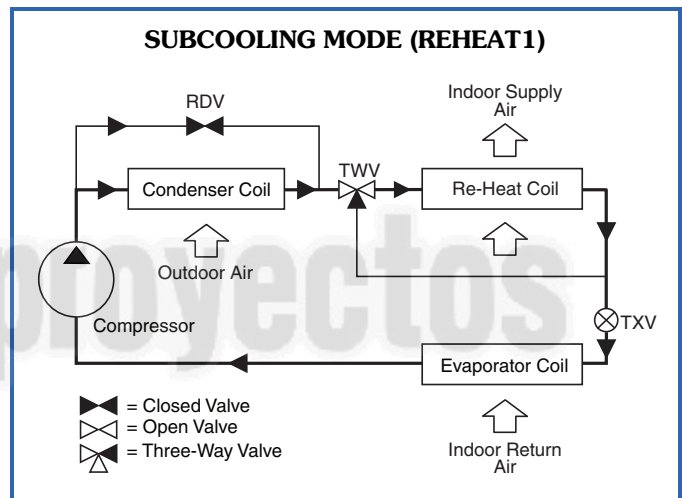 SUBCOOLING MODE (REHEAT1)
Indoor Supply
Air
RDV
TWV
Condenser Coil
Re-Heat Coil
Outdoor Air
proyectos
Compressor
TXV
Evaporator Coil
= Closed Valve
= Open Valve
= Three-Way Valve
Indoor Return
Air